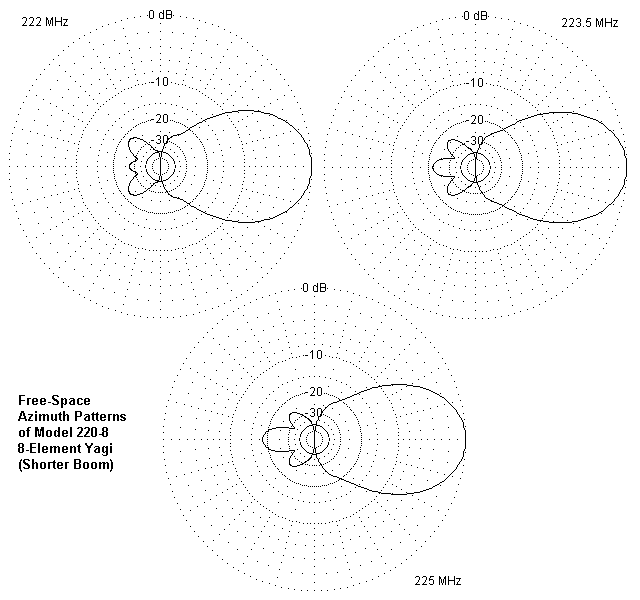 222 MHz
0 dB
-10
-20
-30
223.5 MHz
0 dB
-10
-20
-30
0 dB
-10
-20
-30
Free-Space
Azimuth Patterns
of Model 220-8
8-Element Yagi
(Shorter Boom)
225 MHz